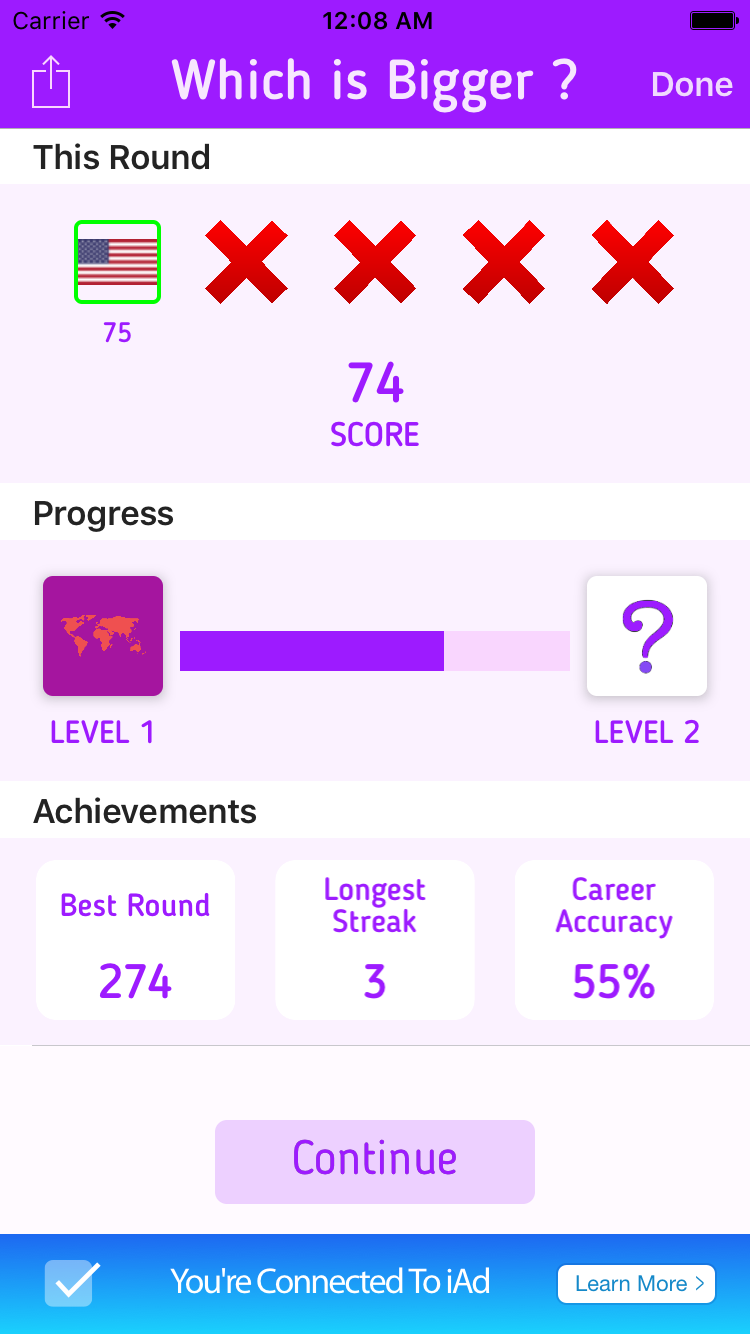 Carrier 12:08 AM
Which is Bigger ? Done
This Round
75
74
SCORE
Progress
?
LEVEL 1 LEVEL 2
Achievements
Best Round
274
Longest
Streak
3
Career
Accuracy
55%
Continue
You're Connected To iAd
Learn More >